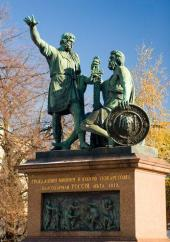 ГРАЖДАНИНУ МИНИНУ И КНЯЗЮ ПОЖАРСКОМУ
БЛАГОДАРНАЯ РОССІЯ. ЛѢТА 1818.